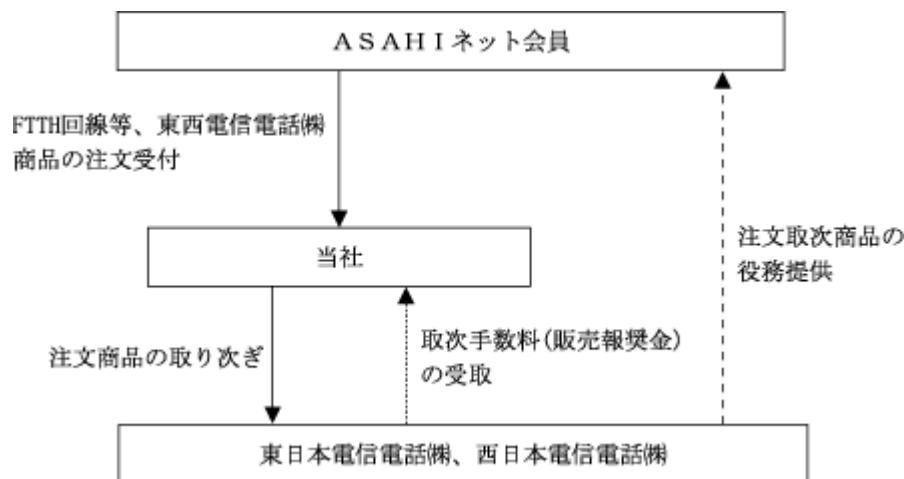 ＡＳＡＨＩネット会員
FTTH回線等、東西電信電話㈱
商品の注文受付
当社
注文取次商品の
役務提供
注文商品の取り次ぎ
取次手数料(販売報奨金)
の受取
東日本電信電話㈱、西日本電信電話㈱